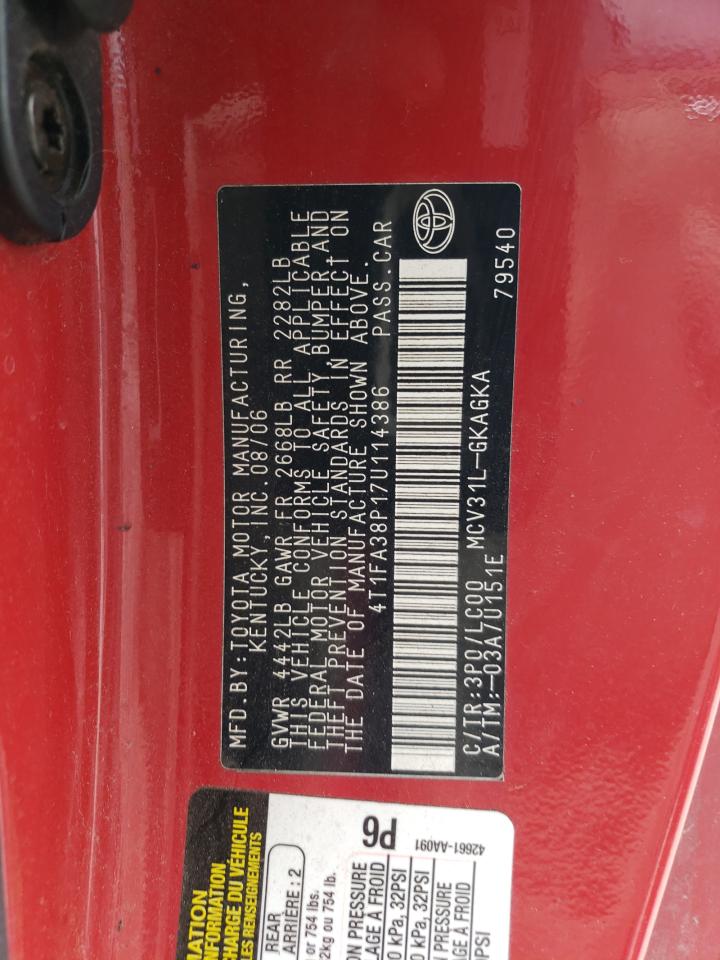 MFD.BY:TOYOTA MOTOR MANUFACTURING,
KENTUCKY,INC.08/06
GVWR 4442LB GAWR FR 2668LB RR 2282LB
THIS VEHICLE CONFORMS TO ALL APPLICABLE
FEDERAL MOTOR VEHICLE SAFETY, BUMPER AND
THEFT PREVENTION STANDARDS IN EFFECT ON
THE DATE OF MANUFACTURE SHOWN ABOVE.
4T1FA38P17U114386 PASS.CAR
C/TR:3P0/LC00 MCV31L-GKAGKA
A/TM:-03A/U151E 79540
NFORMATION
CHARGE DU VÉHICULE
LES RENSEIGNEMENTS
REAR
ARRIÈRE : 2
or 754 lbs.
2kg ou 754 lb.
P6
ON PRESSURE
LAGE À FROID
0 kPa, 32PSI
0 kPa, 32PSI
PSI
42661-AA091